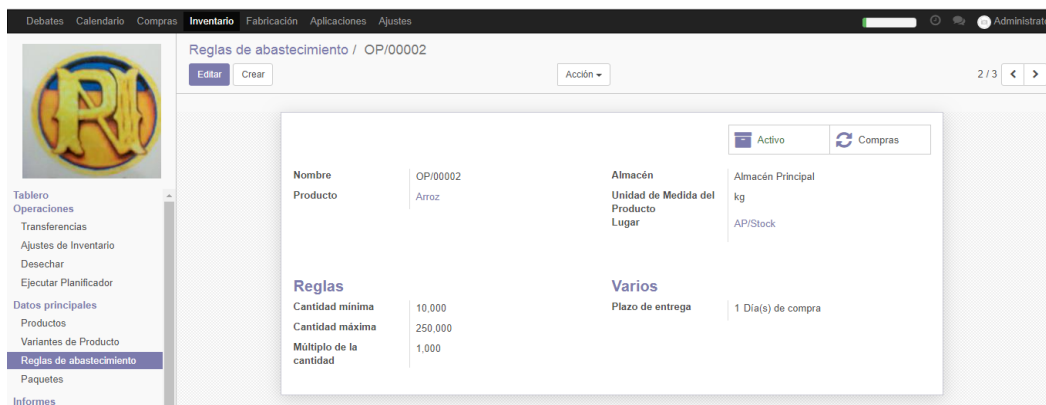 Debates Calendario Compras Inventario Fabricación Aplicaciones Ajustes
Reglas de abastecimiento / OP/00002
Editar Crear Acción 2 / 3
Activo Compras
Nombre OP/00002 Almacén Almacén Principal
Producto Arroz Unidad de Medida del kg
Producto
Lugar AP/Stock
Reglas Varios
Cantidad mínima 10,000 Plazo de entrega 1 Día(s) de compra
Cantidad máxima 250,000
Múltiplo de la 1,000
cantidad
Tablero
Operaciones
Transferencias
Ajustes de Inventario
Desechar
Ejecutar Planificador
Datos principales
Productos
Variantes de Producto
Reglas de abastecimiento
Paquetes
Informes